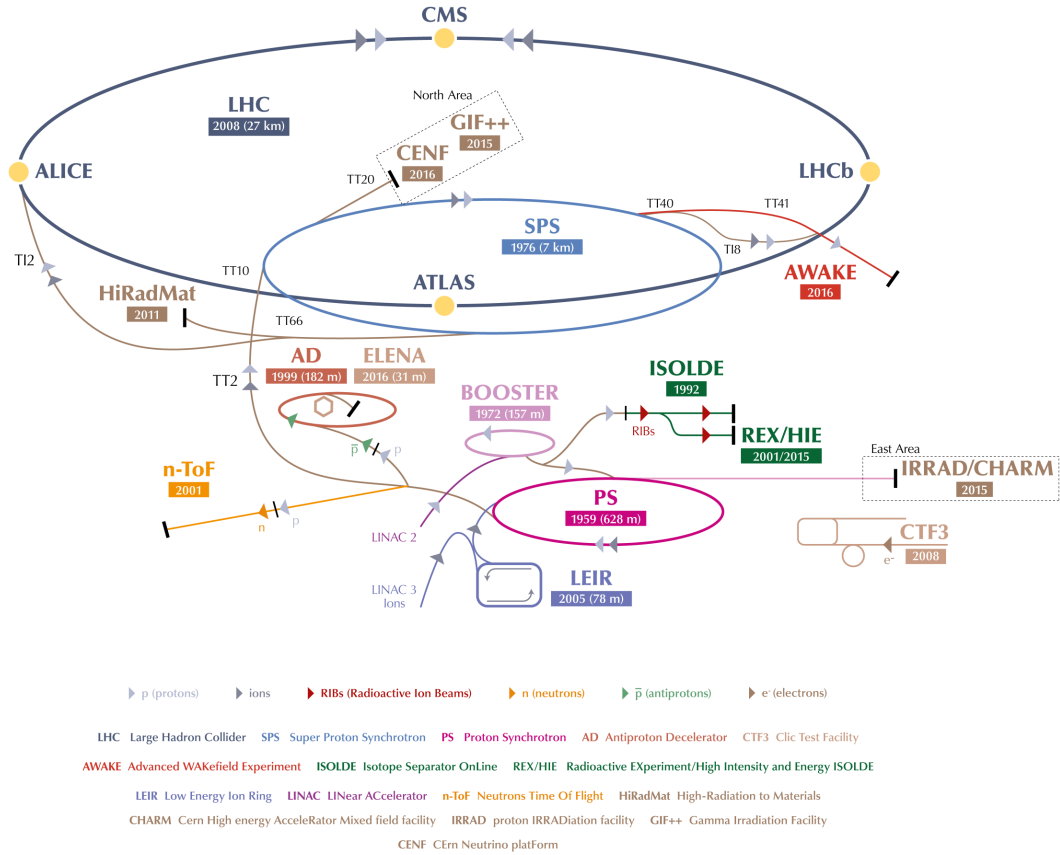 CMS
North Area
LHC
2008 (27 km)
GIF++
2015
CENF
2016
ALICE
TT20
LHCb
TT40
TT41
SPS
1976 (7 km)
TI8
TI2
TT10
AWAKE
2016
ATLAS
HiRadMat
2011
TT66
AD
1999 (182 m)
ELENA
2016 (31 m)
TT2
ISOLDE
1992
BOOSTER
1972 (157 m)
RIBs
REX/HIE
2001/2015
p̅
p
East Area
n-ToF
2001
IRRAD/CHARM
2015
PS
1959 (628 m)
n
p
LINAC 2
CTF3
2008
e-
LEIR
2005 (78 m)
LINAC 3
Ions
p (protons) ions RIBs (Radioactive Ion Beams) n (neutrons) p̅ (antiprotons) e- (electrons)
LHC Large Hadron Collider SPS Super Proton Synchrotron PS Proton Synchrotron AD Antiproton Decelerator CTF3 Clic Test Facility
AWAKE Advanced WAKefield Experiment ISOLDE Isotope Separator OnLine REX/HIE Radioactive EXperiment/High Intensity and Energy ISOLDE
LEIR Low Energy Ion Ring LINAC LINear ACcelerator n-ToF Neutrons Time Of Flight HiRadMat High-Radiation to Materials
CHARM Cern High energy AcceleRator Mixed field facility IRRAD proton IRRADiation facility GIF++ Gamma Irradiation Facility
CENF CErn Neutrino platForm